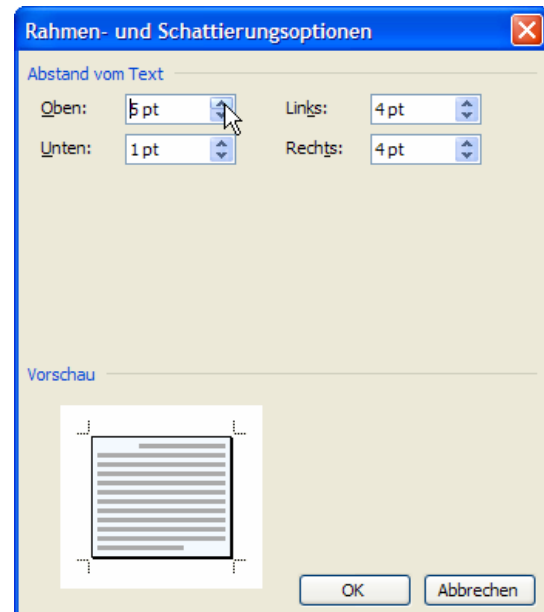 Rahmen- und Schattierungsoptionen
Abstand vom Text
Oben: 5 pt Links: 4 pt
Unten: 1 pt Rechts: 4 pt
Vorschau
OK Abbrechen